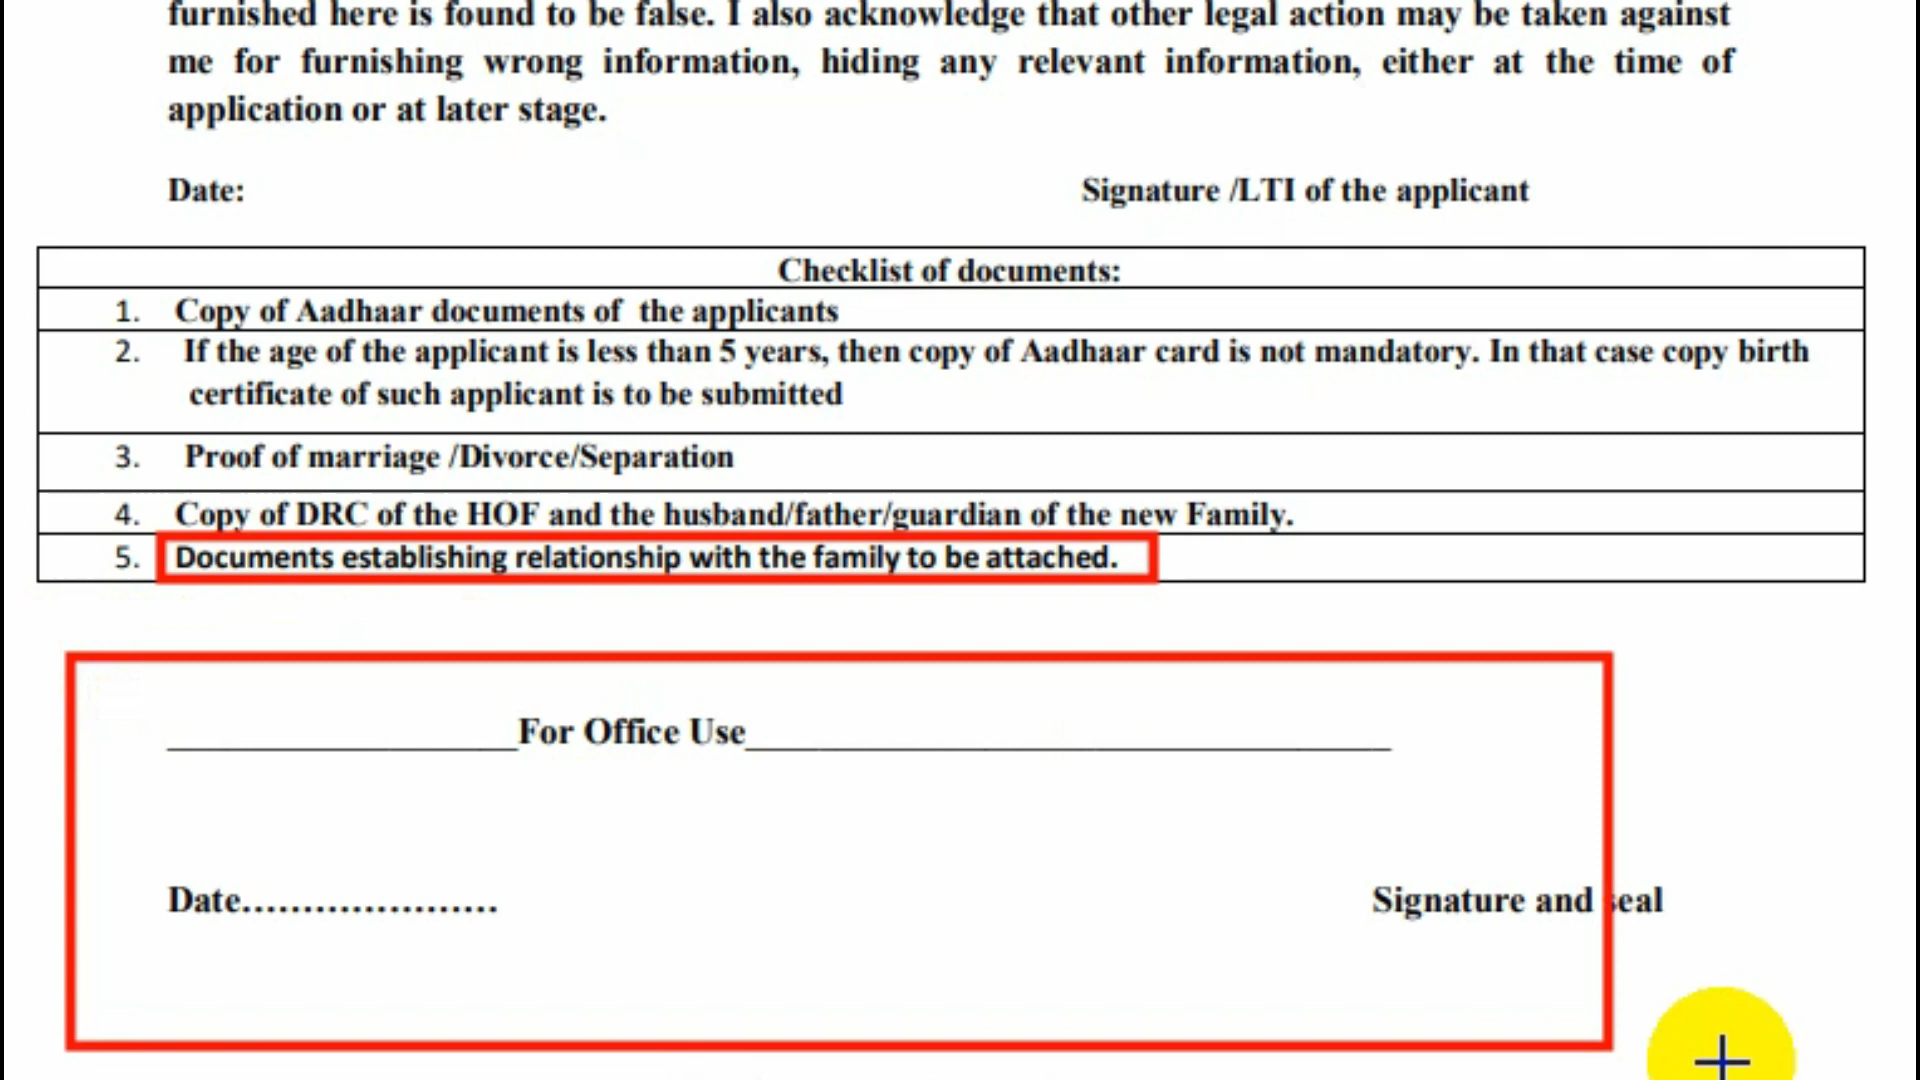 furnished here is found to be false. I also acknowledge that other legal action may be taken against
me for furnishing wrong information, hiding any relevant information, either at the time of
application or at later stage.
Date: Signature /LTI of the applicant
Checklist of documents:
1. Copy of Aadhaar documents of the applicants
2. If the age of the applicant is less than 5 years, then copy of Aadhaar card is not mandatory. In that case copy birth
certificate of such applicant is to be submitted
3. Proof of marriage /Divorce/Separation
4. Copy of DRC of the HOF and the husband/father/guardian of the new Family.
5. Documents establishing relationship with the family to be attached.
___________________For Office Use___________________________________
Date..................... Signature and seal